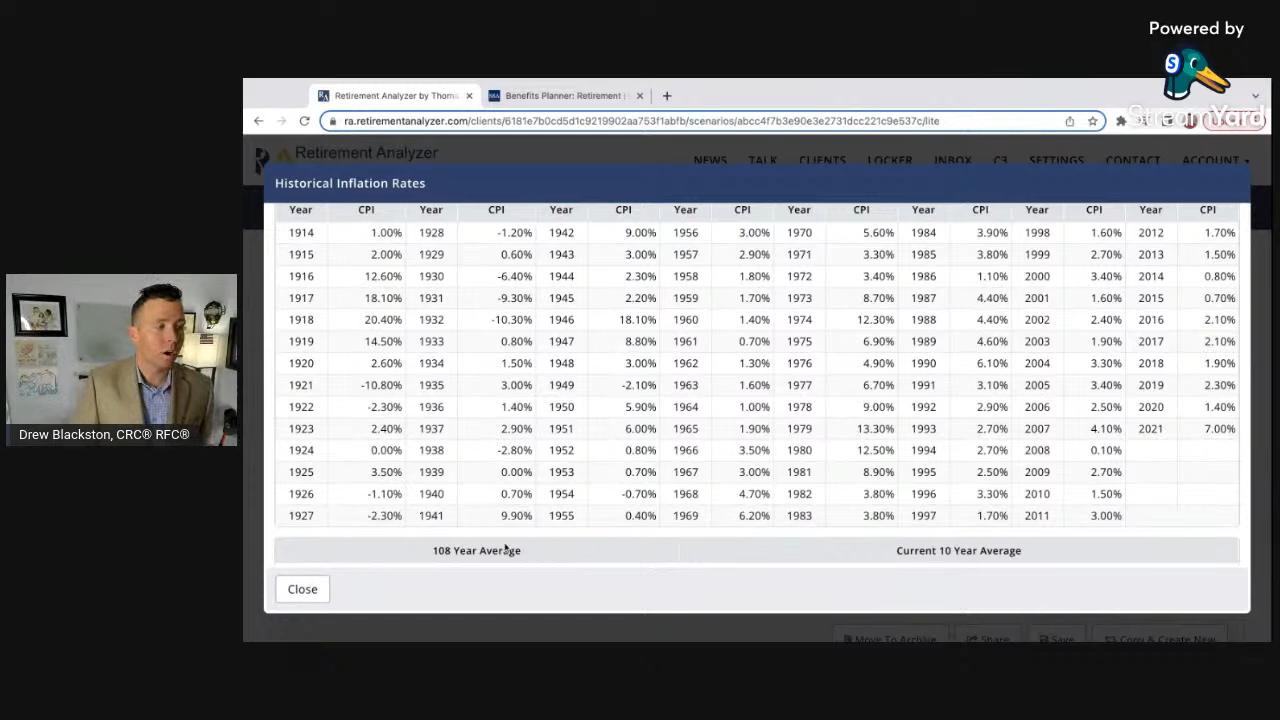 Powered by
StreamYard
Retirement Analyzer by Thom
Benefits Planner: Retirement
ra.retirementanalyzer.com/clients/6181e7b0cd5d1c9219902aa753f1abfb/scenarios/abcc4f7b3e90e3e2731dcc221c9e537c/lite
Retirement Analyzer NEWS TALK CLIENTS LOCKER INBOX C3 SETTINGS CONTACT ACCOUNT
Historical Inflation Rates
Year CPI Year CPI Year CPI Year CPI Year CPI Year CPI Year CPI Year CPI
1914 1.00% 1928 -1.20% 1942 9.00% 1956 3.00% 1970 5.60% 1984 3.90% 1998 1.60% 2012 1.70%
1915 2.00% 1929 0.60% 1943 3.00% 1957 2.90% 1971 3.30% 1985 3.80% 1999 2.70% 2013 1.50%
1916 12.60% 1930 -6.40% 1944 2.30% 1958 1.80% 1972 3.40% 1986 1.10% 2000 3.40% 2014 0.80%
1917 18.10% 1931 -9.30% 1945 2.20% 1959 1.70% 1973 8.70% 1987 4.40% 2001 1.60% 2015 0.70%
1918 20.40% 1932 -10.30% 1946 18.10% 1960 1.40% 1974 12.30% 1988 4.40% 2002 2.40% 2016 2.10%
1919 14.50% 1933 0.80% 1947 8.80% 1961 0.70% 1975 6.90% 1989 4.60% 2003 1.90% 2017 2.10%
1920 2.60% 1934 1.50% 1948 3.00% 1962 1.30% 1976 4.90% 1990 6.10% 2004 3.30% 2018 1.90%
1921 -10.80% 1935 3.00% 1949 -2.10% 1963 1.60% 1977 6.70% 1991 3.10% 2005 3.40% 2019 2.30%
1922 -2.30% 1936 1.40% 1950 5.90% 1964 1.00% 1978 9.00% 1992 2.90% 2006 2.50% 2020 1.40%
1923 2.40% 1937 2.90% 1951 6.00% 1965 1.90% 1979 13.30% 1993 2.70% 2007 4.10% 2021 7.00%
1924 0.00% 1938 -2.80% 1952 0.80% 1966 3.50% 1980 12.50% 1994 2.70% 2008 0.10%
1925 3.50% 1939 0.00% 1953 0.70% 1967 3.00% 1981 8.90% 1995 2.50% 2009 2.70%
1926 -1.10% 1940 0.70% 1954 -0.70% 1968 4.70% 1982 3.80% 1996 3.30% 2010 1.50%
1927 -2.30% 1941 9.90% 1955 0.40% 1969 6.20% 1983 3.80% 1997 1.70% 2011 3.00%
108 Year Average Current 10 Year Average
Close
Move To Archive Share Save Copy & Create New
Drew Blackston, CRC® RFC®